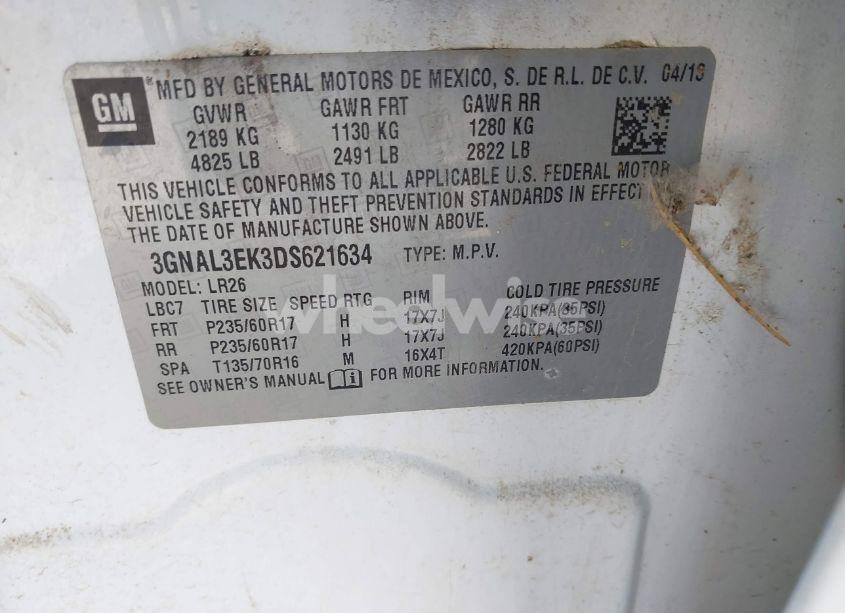 GM
MFD BY GENERAL MOTORS DE MEXICO, S. DE R.L. DE C.V. 04/13
GVWR GAWR FRT GAWR RR
2189 KG 1130 KG 1280 KG
4825 LB 2491 LB 2822 LB
THIS VEHICLE CONFORMS TO ALL APPLICABLE U.S. FEDERAL MOTOR
VEHICLE SAFETY AND THEFT PREVENTION STANDARDS IN EFFECT
THE DATE OF MANUFACTURE SHOWN ABOVE.
3GNAL3EK3DS621634 TYPE: M.P.V.
MODEL: LR26
LBC7 TIRE SIZE / SPEED RTG RIM COLD TIRE PRESSURE
FRT P235/60R17 H 17X7J 240KPA(35PSI)
RR P235/60R17 H 17X7J 240KPA(35PSI)
SPA T135/70R16 M 16X4T 420KPA(60PSI)
SEE OWNER'S MANUAL FOR MORE INFORMATION.
wheelwire